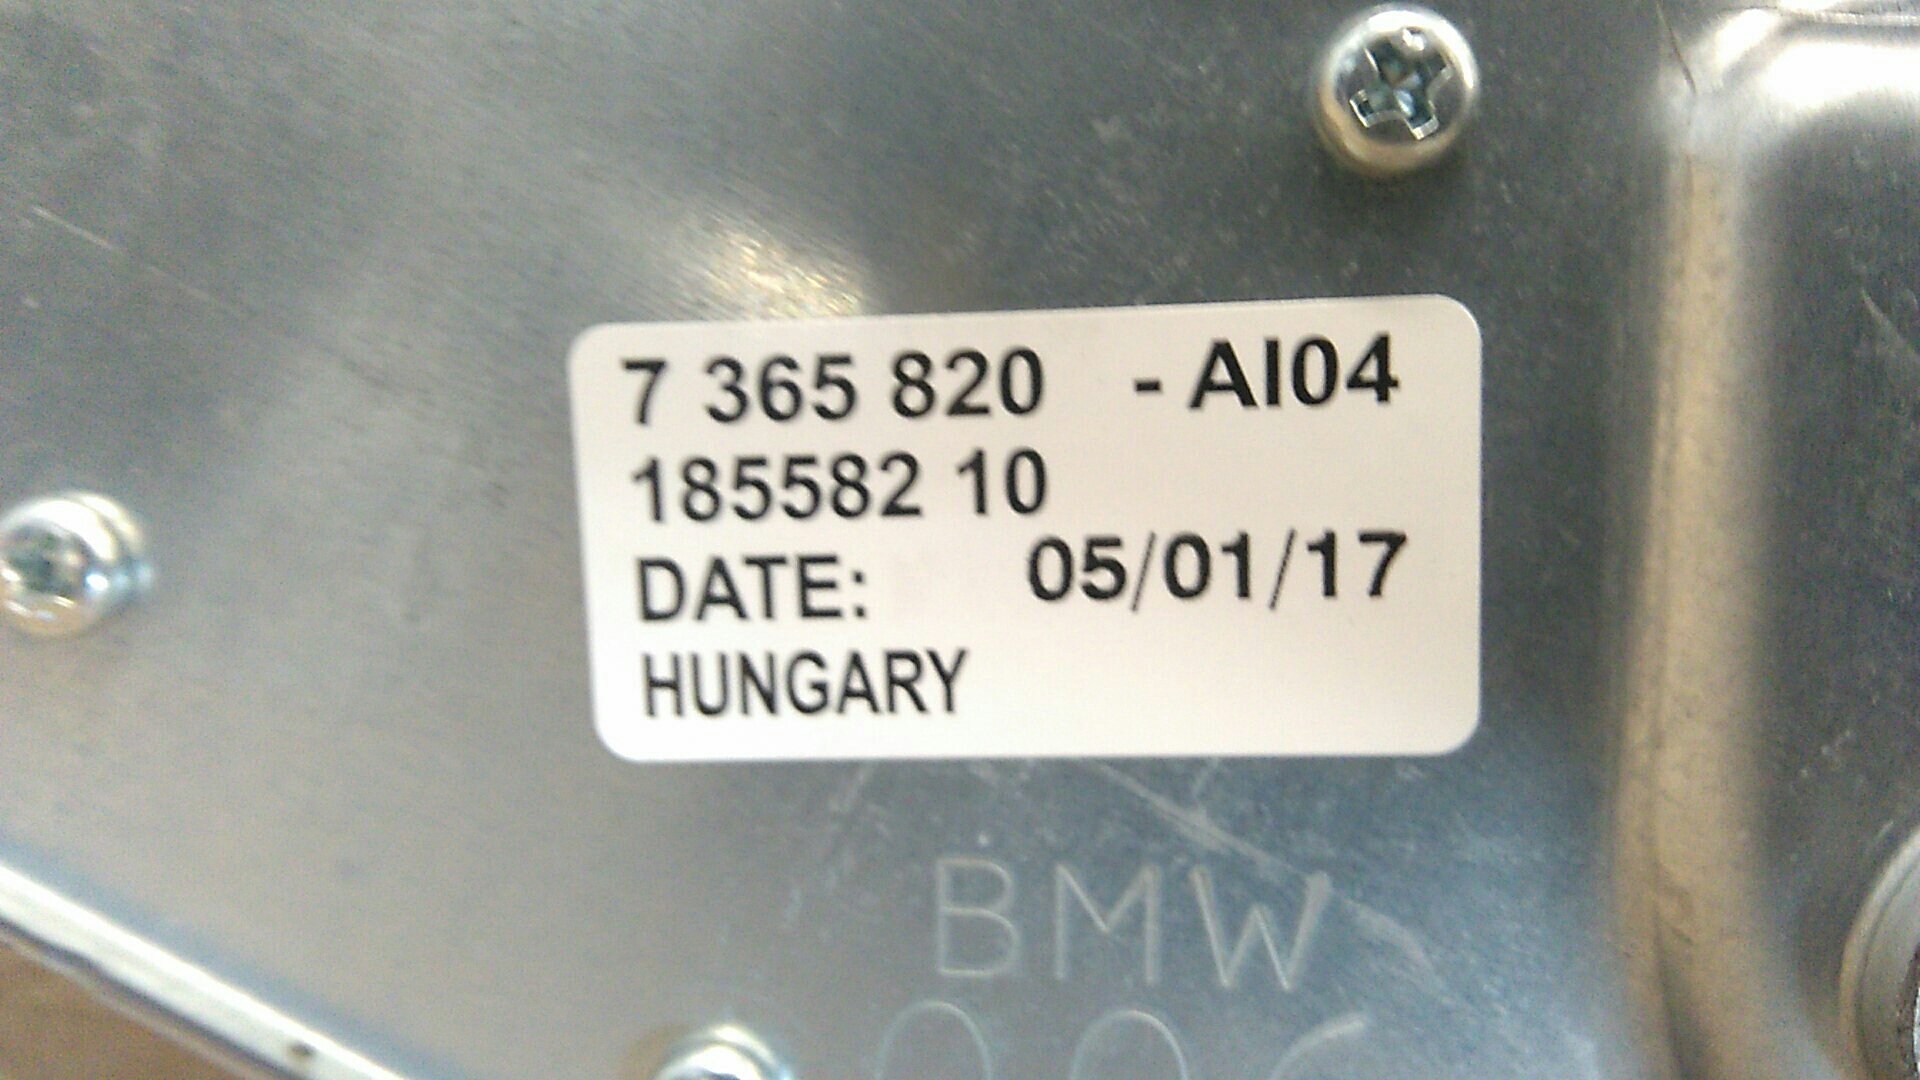 7 365 820 - AI04
185582 10
DATE: 05/01/17
HUNGARY
BMW